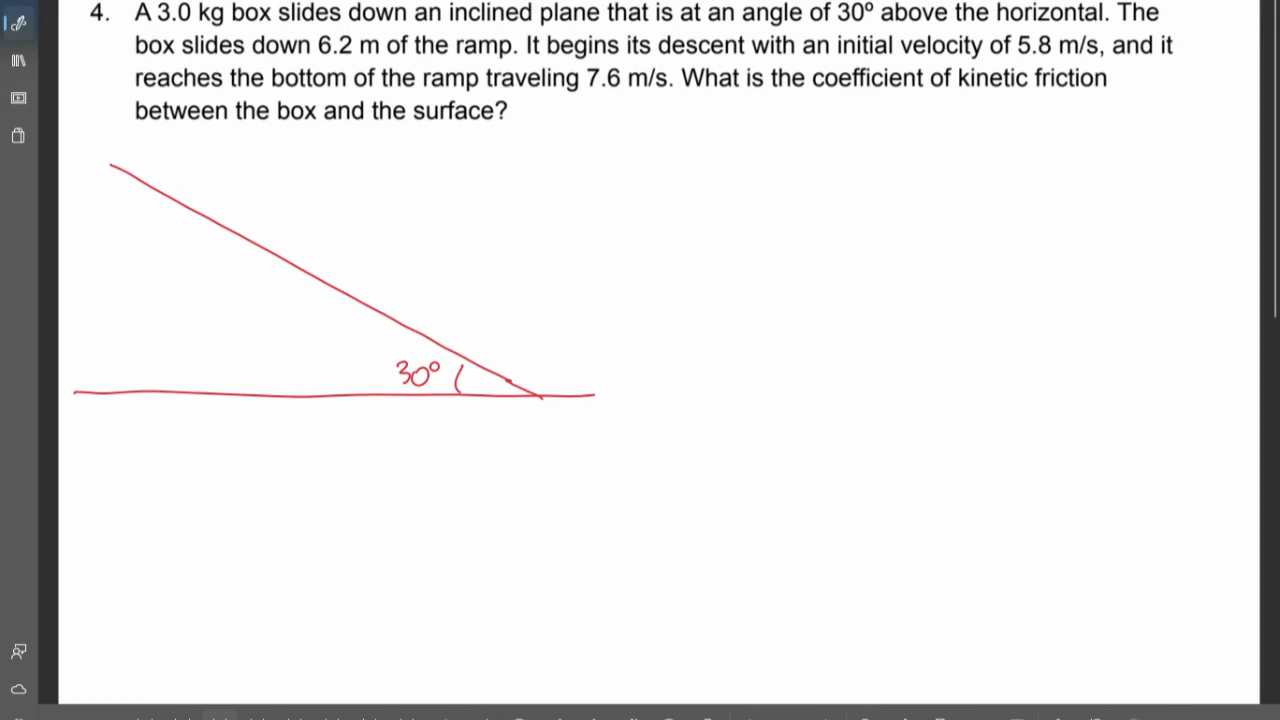 4. A 3.0 kg box slides down an inclined plane that is at an angle of 30º above the horizontal. The
box slides down 6.2 m of the ramp. It begins its descent with an initial velocity of 5.8 m/s, and it
reaches the bottom of the ramp traveling 7.6 m/s. What is the coefficient of kinetic friction
between the box and the surface?
30º